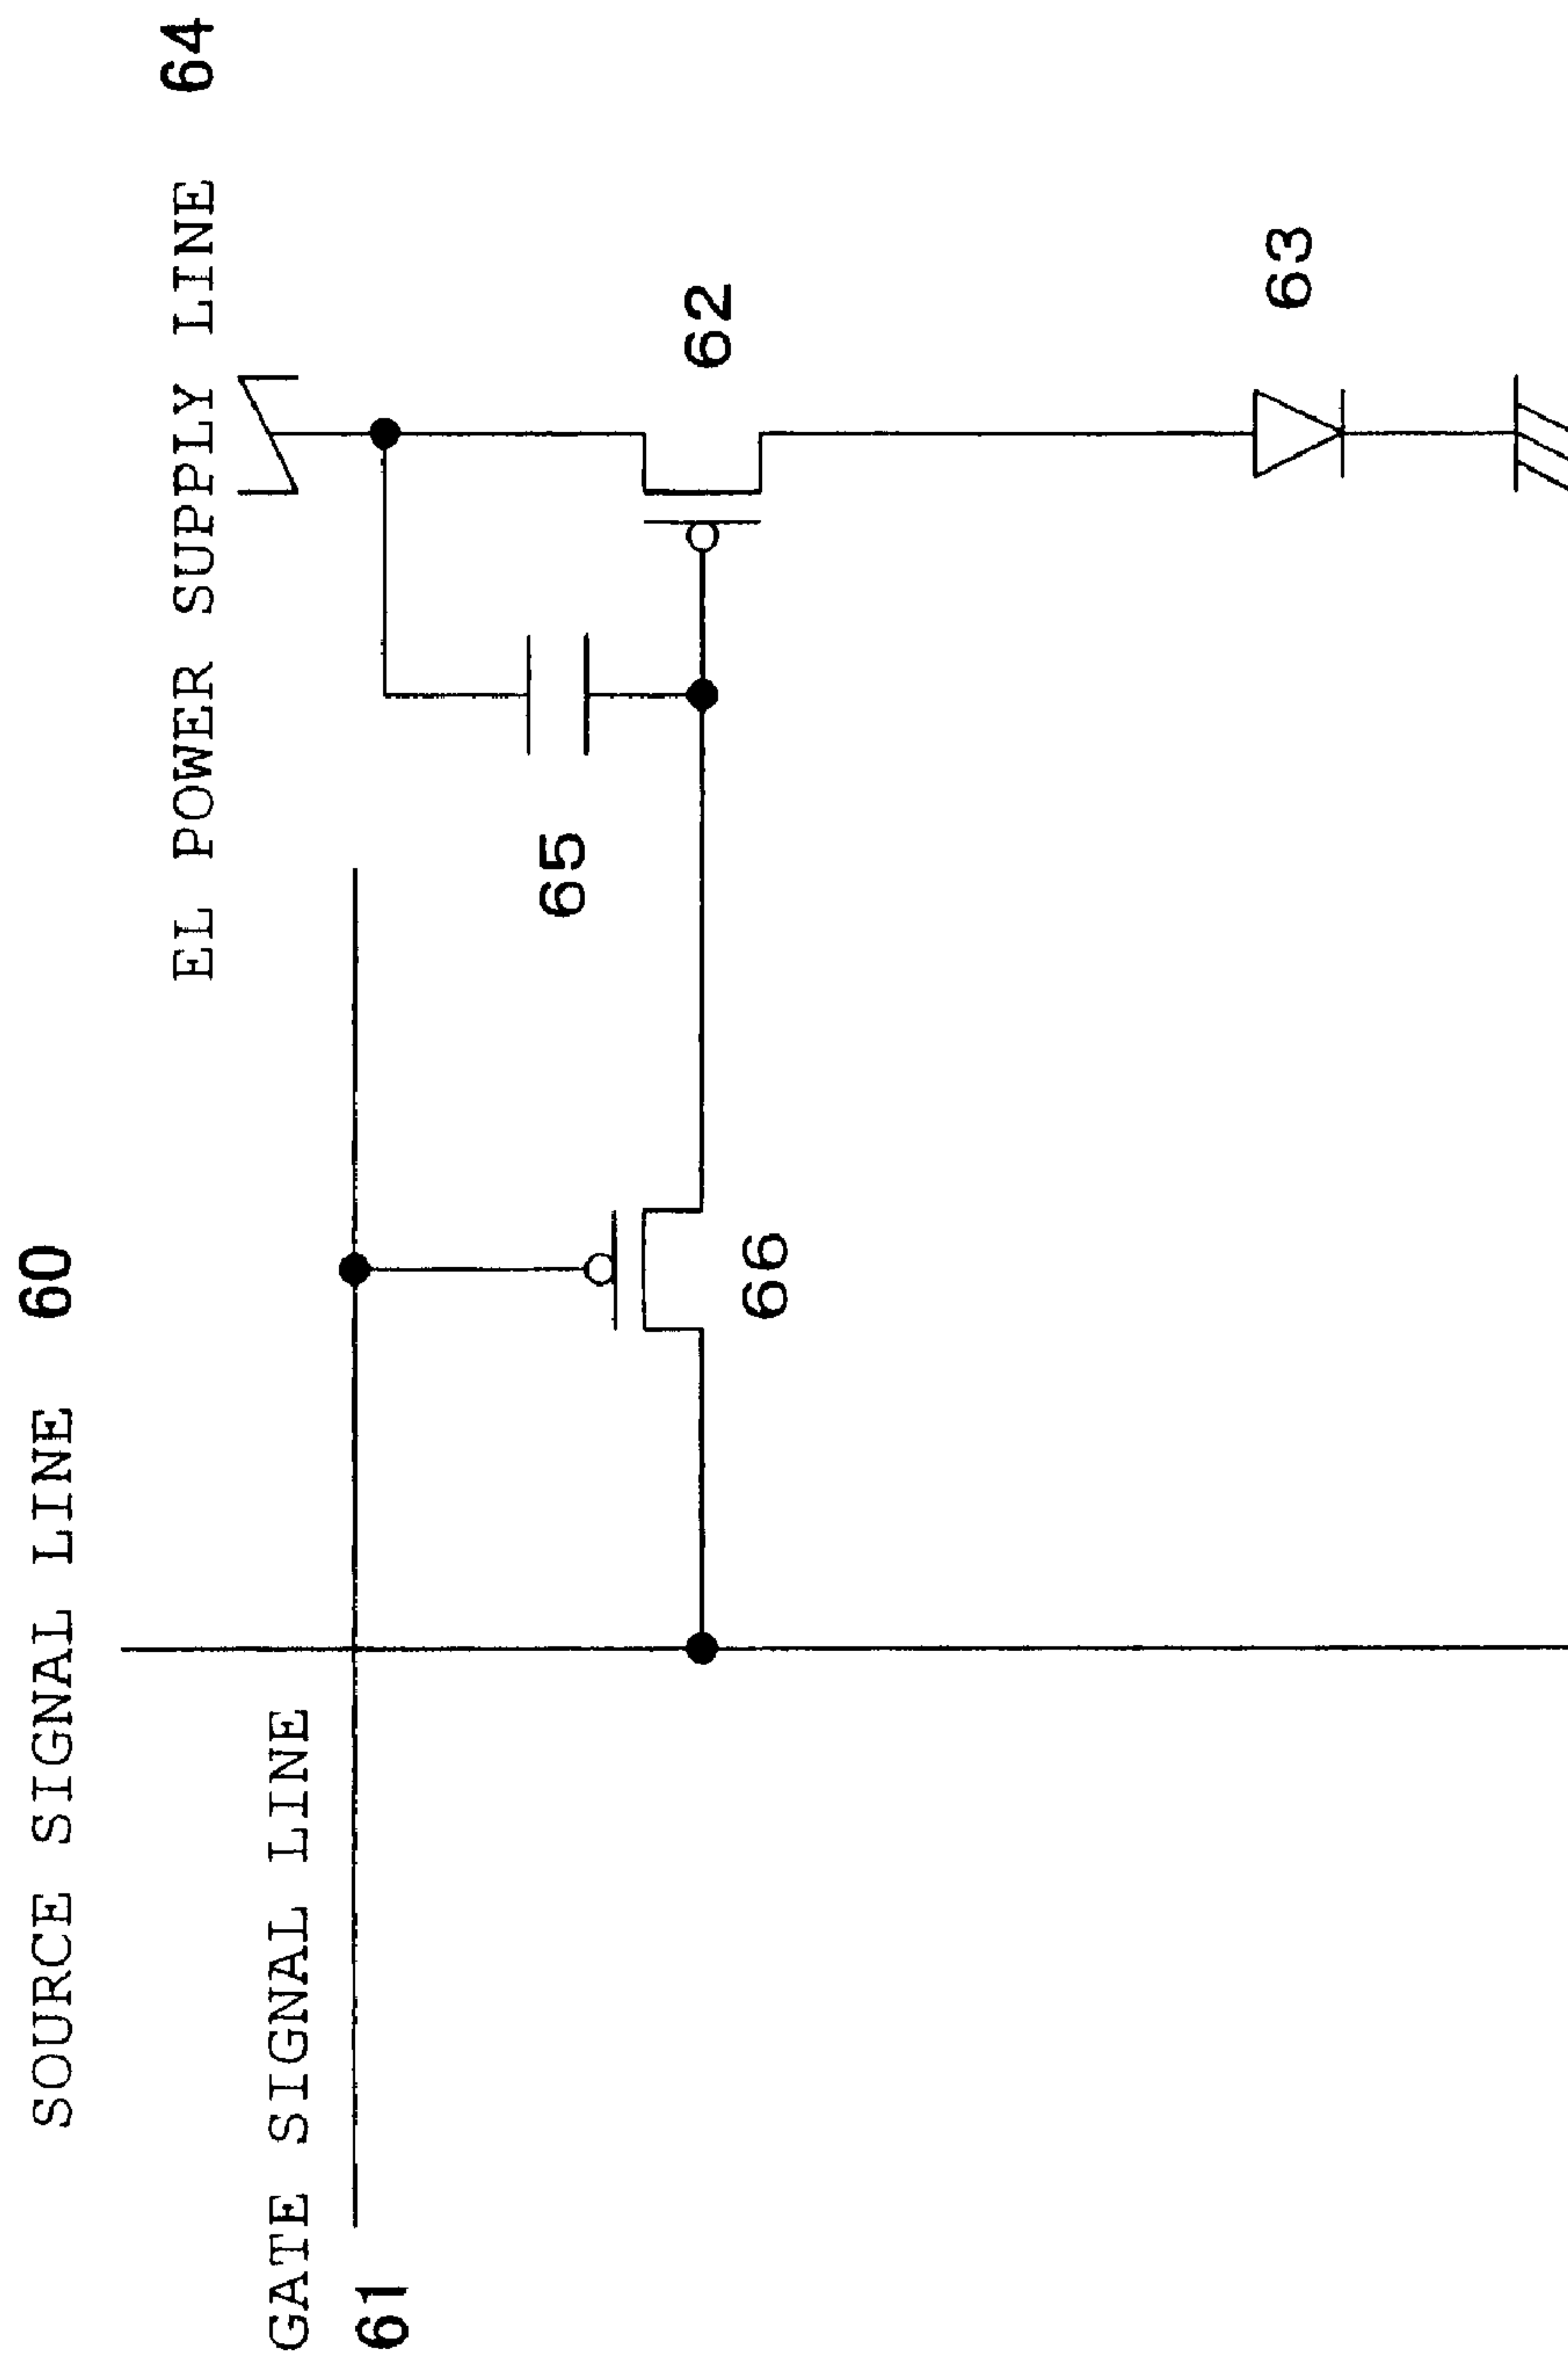 SOURCE SIGNAL LINE 60
EL POWER SUPPLY LINE 64
GATE SIGNAL LINE
61
65
62
66
63